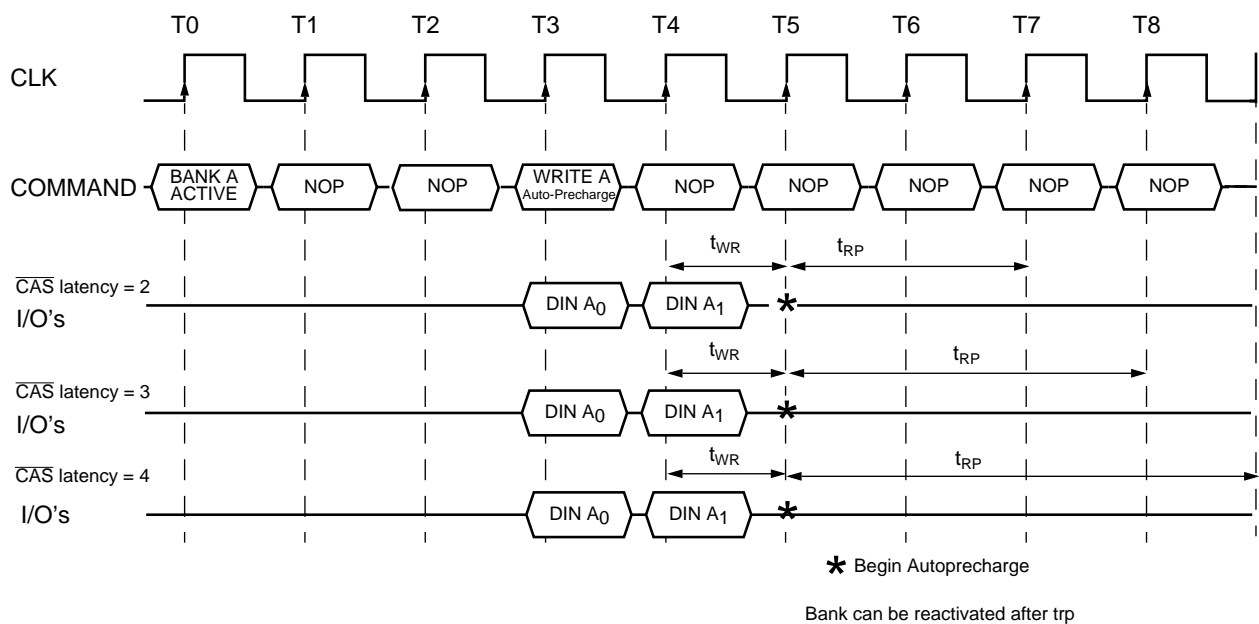 T0 T1 T2 T3 T4 T5 T6 T7 T8
CLK
COMMAND
BANK A
ACTIVE
NOP
NOP
WRITE A
Auto-Precharge
NOP
NOP
NOP
NOP
NOP
tWR
tRP
CAS latency = 2
I/O's
DIN A0
DIN A1
*
tWR
tRP
CAS latency = 3
I/O's
DIN A0
DIN A1
*
tWR
tRP
CAS latency = 4
I/O's
DIN A0
DIN A1
*
* Begin Autoprecharge
Bank can be reactivated after trp